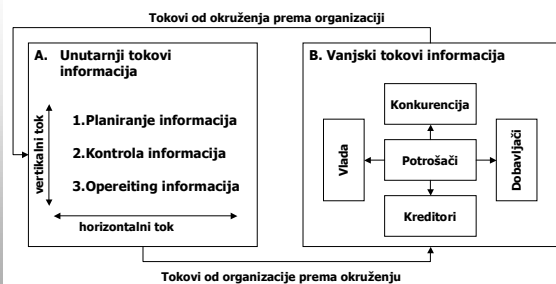 Tokovi od okruženja prema organizaciji
A. Unutarnji tokovi
informacija
vertikalni tok
1.Planiranje informacija
2.Kontrola informacija
3.Opereiting informacija
horizontalni tok
B. Vanjski tokovi informacija
Konkurencija
Vlada
Potrošači
Dobavljači
Kreditori
Tokovi od organizacije prema okruženju